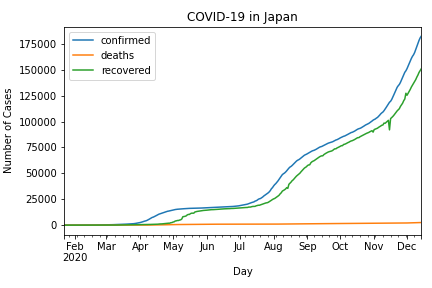 COVID-19 in Japan
confirmed
deaths
recovered
Number of Cases
175000
150000
125000
100000
75000
50000
25000
0
Feb Mar Apr May Jun Jul Aug Sep Oct Nov Dec
2020
Day